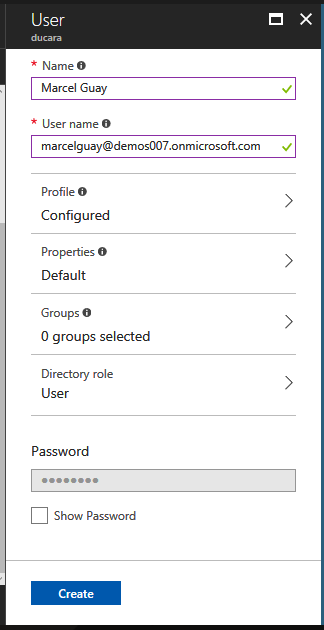 User
ducara
* Name
Marcel Guay
* User name
marcelguay@demos007.onmicrosoft.com
Profile
Configured
Properties
Default
Groups
0 groups selected
Directory role
User
Password
••••••••
Show Password
Create